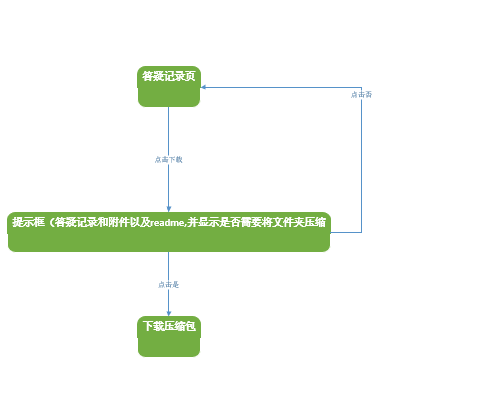 答疑记录页
点击否
点击下载
提示框（答疑记录和附件以及readme,并显示是否需要将文件夹压缩
点击是
下载压缩包